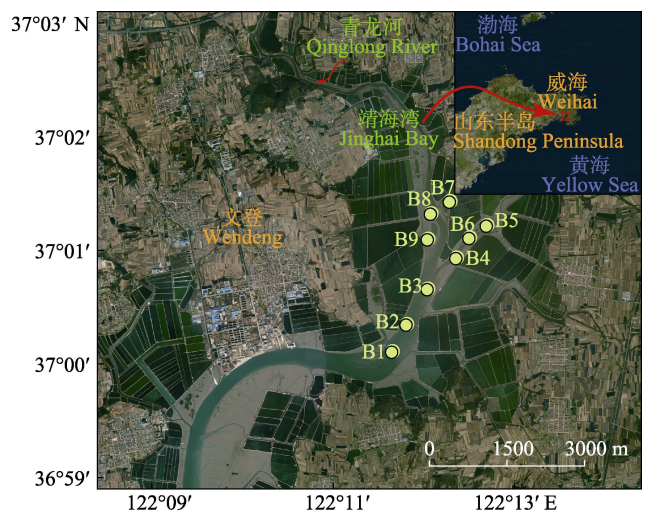 37°03′ N
青龙河
Qinglong River
渤海
Bohai Sea
威海
Weihai
37°02′
靖海湾
Jinghai Bay
山东半岛
Shandong Peninsula
黄海
Yellow Sea
B7
B8
B6
B5
文登
Wendeng
B9
37°01′
B4
B3
B2
B1
37°00′
0 1500 3000 m
36°59′
122°09′ 122°11′ 122°13′ E